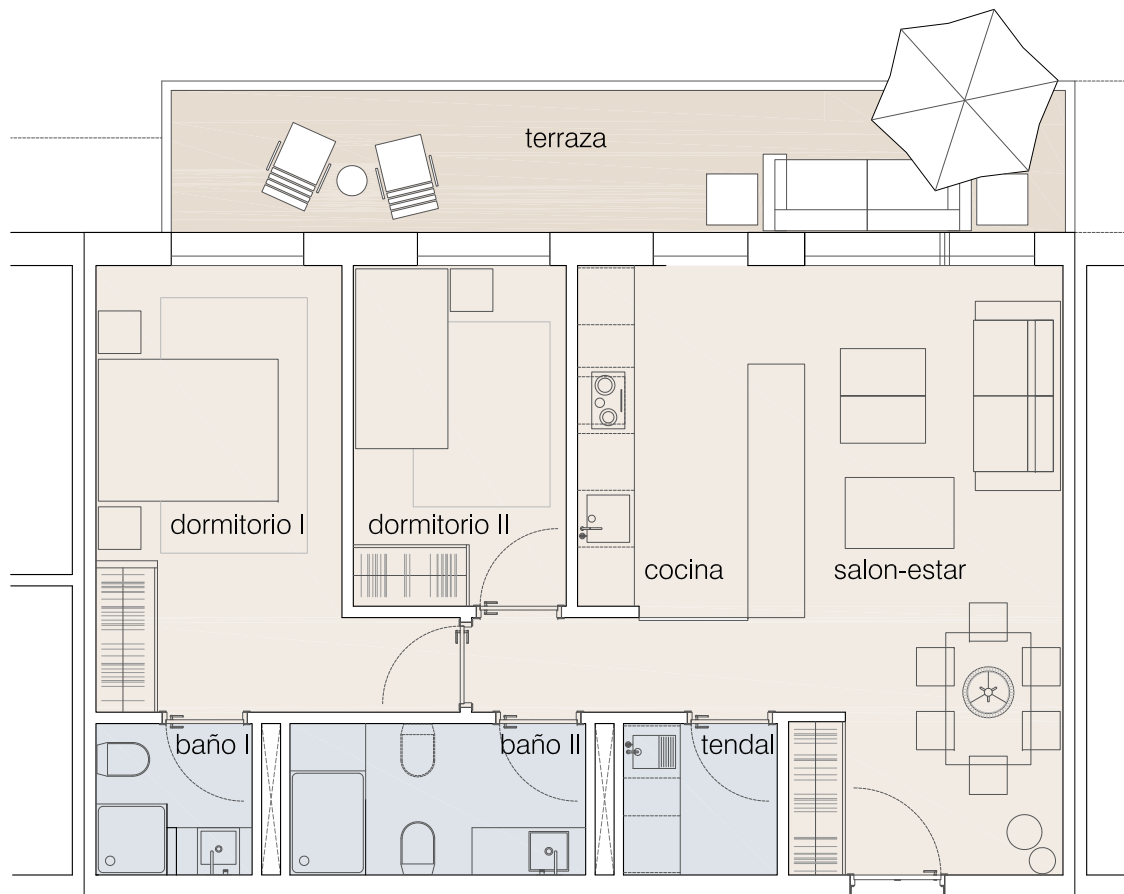 terraza
dormitorio I
dormitorio II
cocina
salon-estar
baño I
baño II
tendal